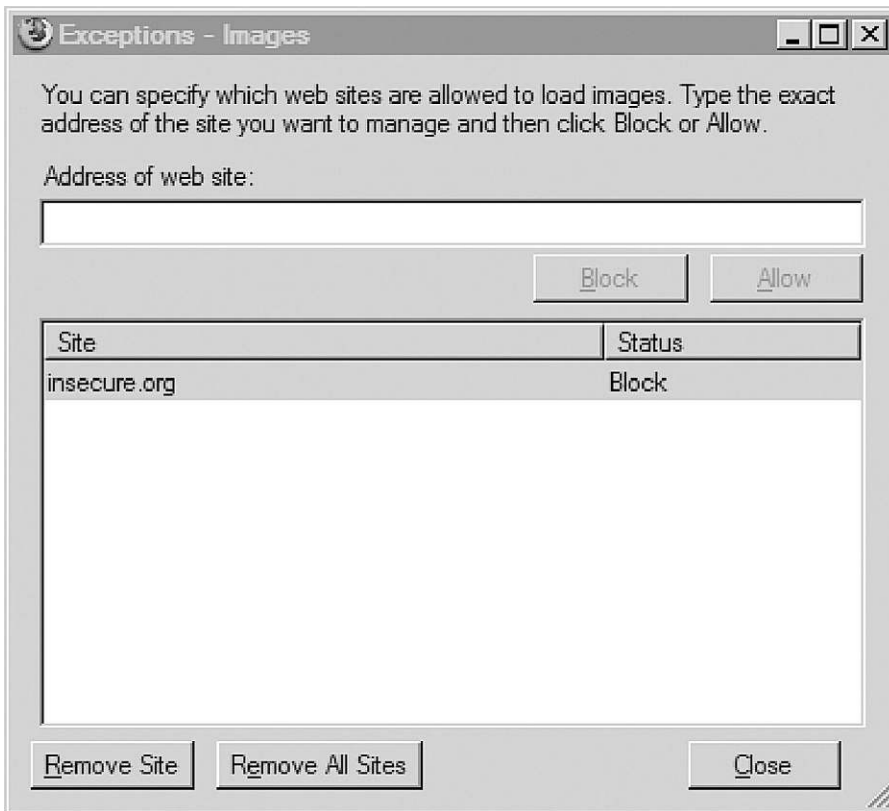 Exceptions - Images
You can specify which web sites are allowed to load images. Type the exact
address of the site you want to manage and then click Block or Allow.
Address of web site:
Block Allow
Site Status
insecure.org Block
Remove Site Remove All Sites Close